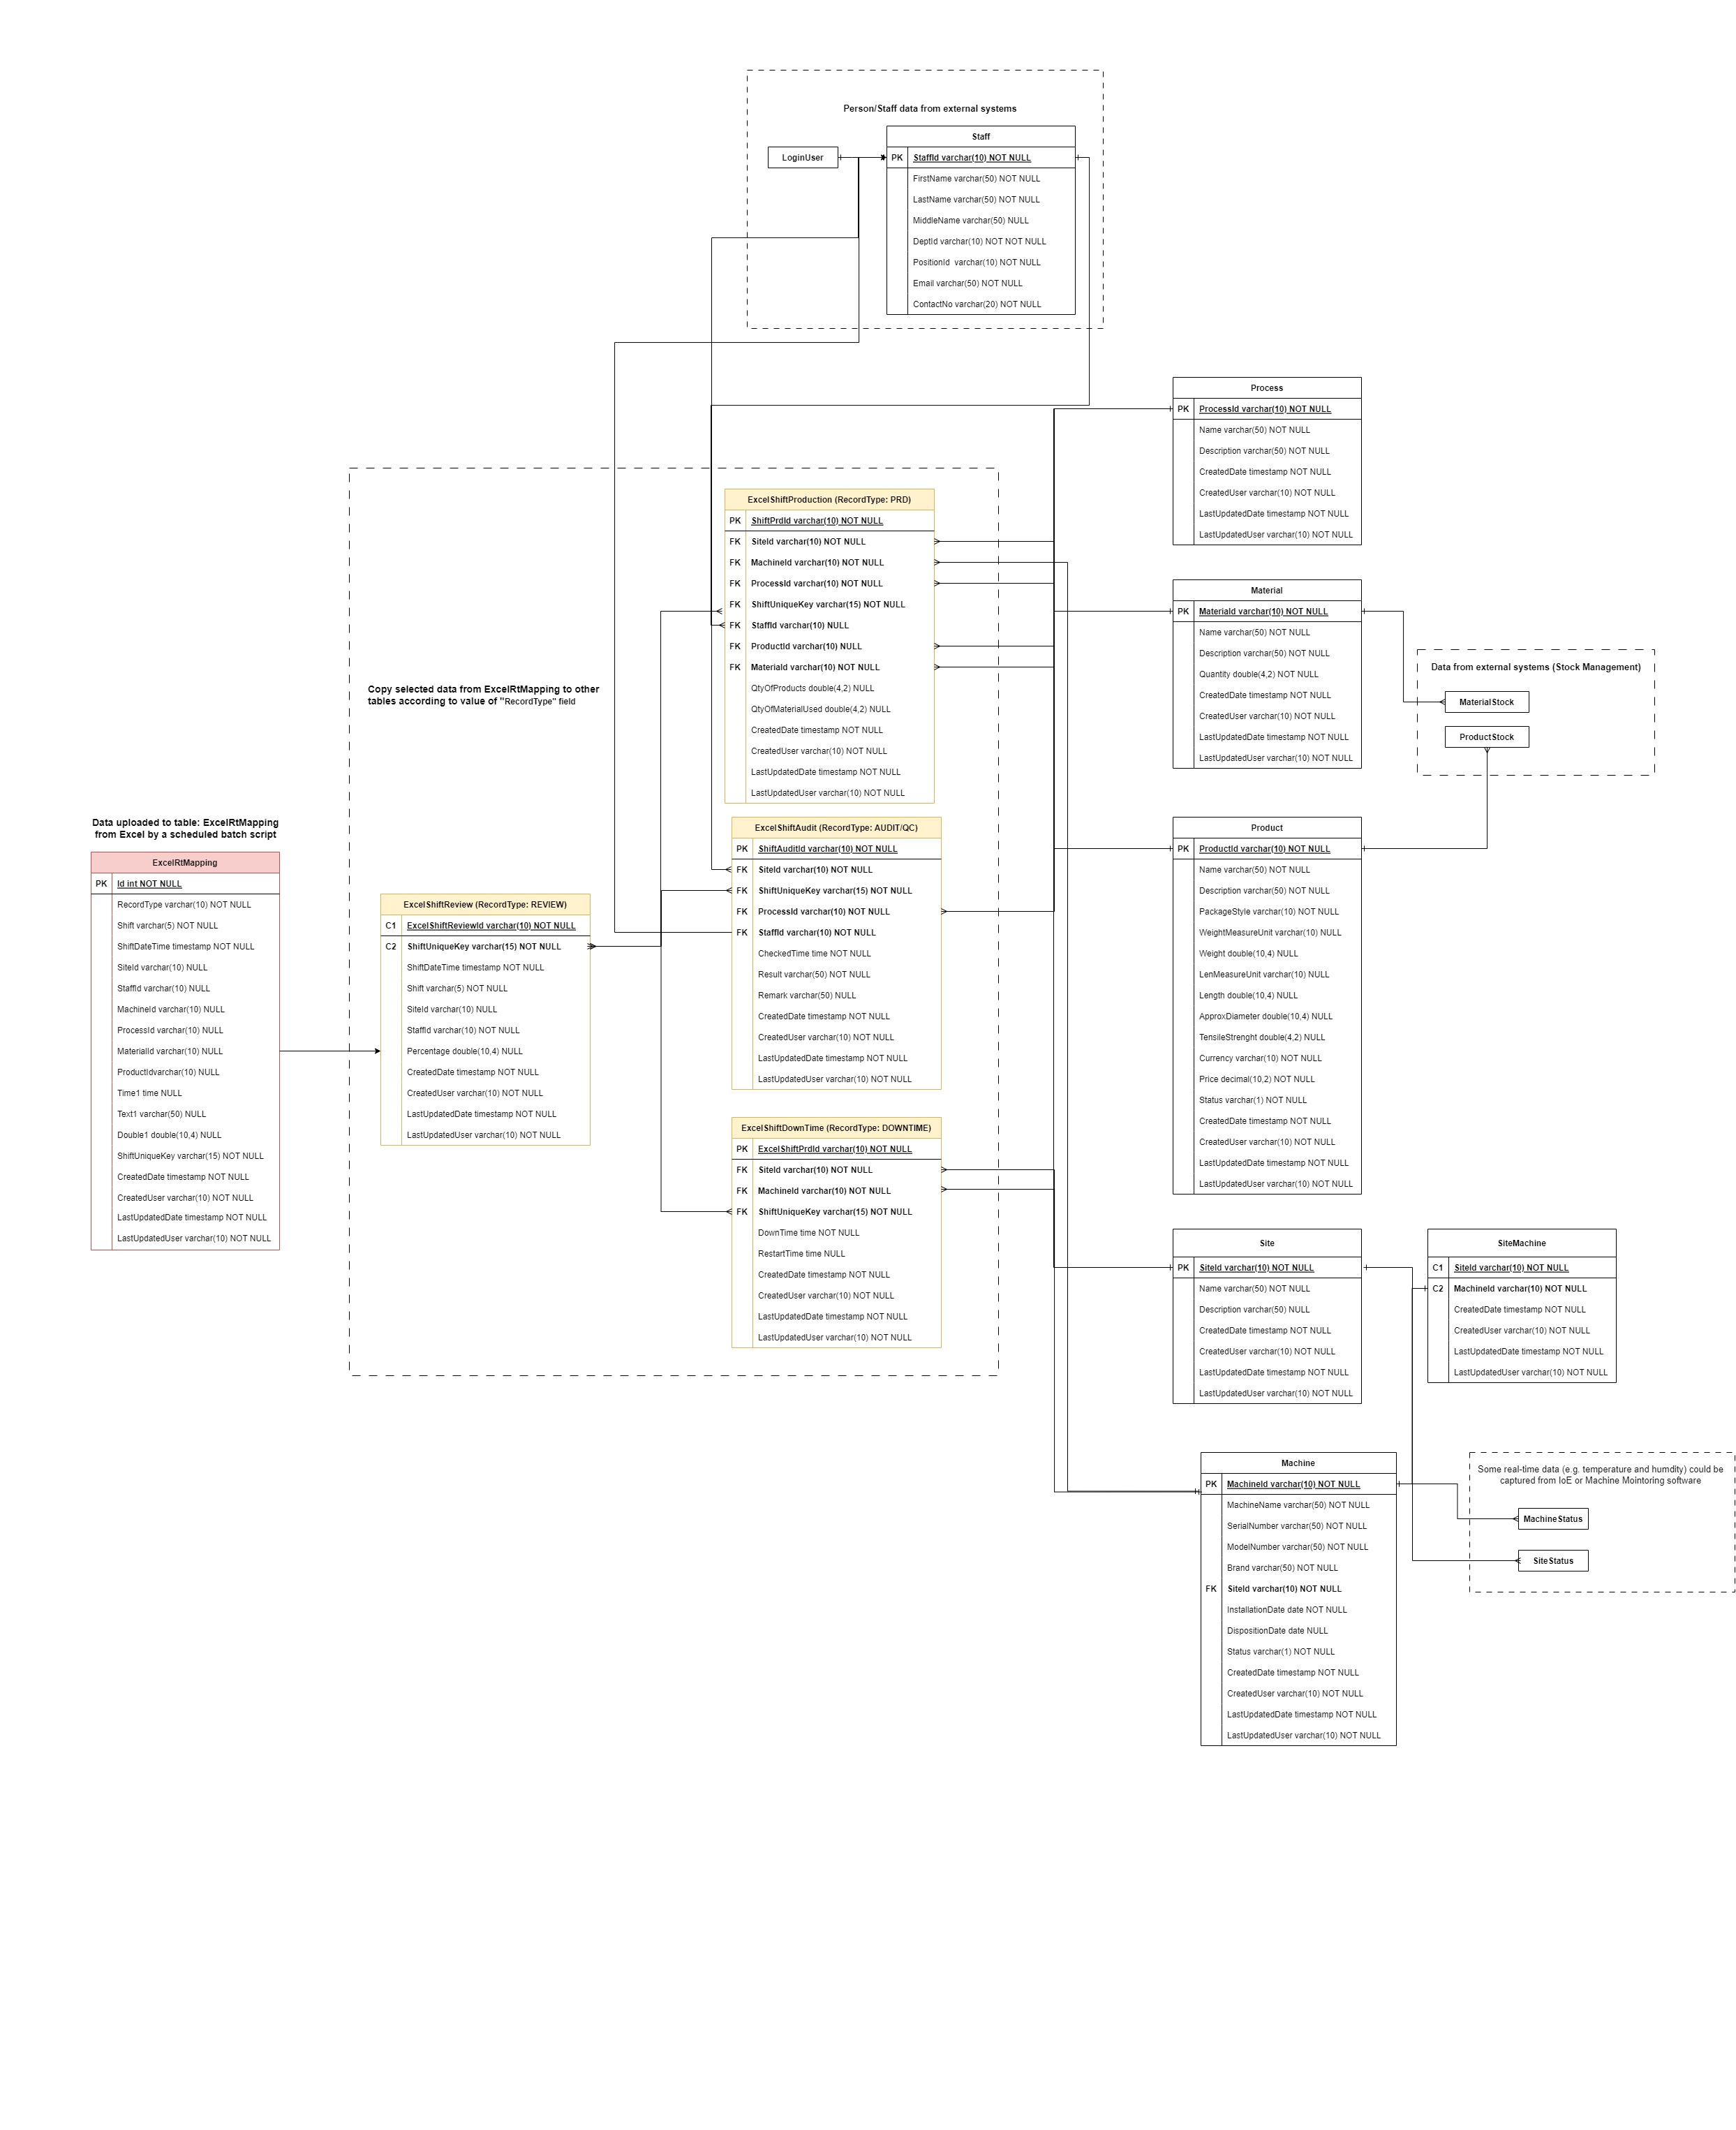 Person/Staff data from external systems
LoginUser
Staff
PK StaffId varchar(10) NOT NULL
FirstName varchar(50) NOT NULL
LastName varchar(50) NOT NULL
MiddleName varchar(50) NULL
DeptId varchar(10) NOT NOT NULL
PositionId  varchar(10) NOT NULL
Email varchar(50) NOT NULL
ContactNo varchar(20) NOT NULL
Process
PK ProcessId varchar(10) NOT NULL
Name varchar(50) NOT NULL
Description varchar(50) NOT NULL
CreatedDate timestamp NOT NULL
CreatedUser varchar(10) NOT NULL
LastUpdatedDate timestamp NOT NULL
LastUpdatedUser varchar(10) NOT NULL
ExcelShiftProduction (RecordType: PRD)
PK ShiftPrdId varchar(10) NOT NULL
FK SiteId varchar(10) NOT NULL
FK MachineId varchar(10) NOT NULL
FK ProcessId varchar(10) NOT NULL
FK ShiftUniqueKey varchar(15) NOT NULL
FK StaffId varchar(10) NULL
FK ProductId varchar(10) NULL
FK MateriaId varchar(10) NOT NULL
QtyOfProducts double(4,2) NULL
QtyOfMaterialUsed double(4,2) NULL
CreatedDate timestamp NOT NULL
CreatedUser varchar(10) NOT NULL
LastUpdatedDate timestamp NOT NULL
LastUpdatedUser varchar(10) NOT NULL
Material
PK MateriaId varchar(10) NOT NULL
Name varchar(50) NOT NULL
Description varchar(50) NOT NULL
Quantity double(4,2) NOT NULL
CreatedDate timestamp NOT NULL
CreatedUser varchar(10) NOT NULL
LastUpdatedDate timestamp NOT NULL
LastUpdatedUser varchar(10) NOT NULL
Data from external systems (Stock Management)
MaterialStock
ProductStock
Copy selected data from ExcelRtMapping to other
tables according to value of "RecordType" field
Data uploaded to table: ExcelRtMapping
from Excel by a scheduled batch script
ExcelRtMapping
PK Id int NOT NULL
RecordType varchar(10) NOT NULL
Shift varchar(5) NOT NULL
ShiftDateTime timestamp NOT NULL
SiteId varchar(10) NULL
StaffId varchar(10) NULL
MachineId varchar(10) NULL
ProcessId varchar(10) NULL
MaterialId varchar(10) NULL
ProductIdvarchar(10) NULL
Time1 time NULL
Text1 varchar(50) NULL
Double1 double(10,4) NULL
ShiftUniqueKey varchar(15) NOT NULL
CreatedDate timestamp NOT NULL
CreatedUser varchar(10) NOT NULL
LastUpdatedDate timestamp NOT NULL
LastUpdatedUser varchar(10) NOT NULL
ExcelShiftReview (RecordType: REVIEW)
C1 ExcelShiftReviewId varchar(10) NOT NULL
C2 ShiftUniqueKey varchar(15) NOT NULL
ShiftDateTime timestamp NOT NULL
Shift varchar(5) NOT NULL
SiteId varchar(10) NULL
StaffId varchar(10) NOT NULL
Percentage double(10,4) NULL
CreatedDate timestamp NOT NULL
CreatedUser varchar(10) NOT NULL
LastUpdatedDate timestamp NOT NULL
LastUpdatedUser varchar(10) NOT NULL
ExcelShiftAudit (RecordType: AUDIT/QC)
PK ShiftAuditId varchar(10) NOT NULL
FK SiteId varchar(10) NOT NULL
FK ShiftUniqueKey varchar(15) NOT NULL
FK ProcessId varchar(10) NOT NULL
FK StaffId varchar(10) NOT NULL
CheckedTime time NOT NULL
Result varchar(50) NOT NULL
Remark varchar(50) NULL
CreatedDate timestamp NOT NULL
CreatedUser varchar(10) NOT NULL
LastUpdatedDate timestamp NOT NULL
LastUpdatedUser varchar(10) NOT NULL
Product
PK ProductId varchar(10) NOT NULL
Name varchar(50) NOT NULL
Description varchar(50) NOT NULL
PackageStyle varchar(10) NOT NULL
WeightMeasureUnit varchar(10) NULL
Weight double(10,4) NULL
LenMeasureUnit varchar(10) NULL
Length double(10,4) NULL
ApproxDiameter double(10,4) NULL
TensileStrenght double(4,2) NULL
Currency varchar(10) NOT NULL
Price decimal(10,2) NOT NULL
Status varchar(1) NOT NULL
CreatedDate timestamp NOT NULL
CreatedUser varchar(10) NOT NULL
LastUpdatedDate timestamp NOT NULL
LastUpdatedUser varchar(10) NOT NULL
ExcelShiftDownTime (RecordType: DOWNTIME)
PK ExcelShiftPrdId varchar(10) NOT NULL
FK SiteId varchar(10) NOT NULL
FK MachineId varchar(10) NOT NULL
FK ShiftUniqueKey varchar(15) NOT NULL
DownTime time NOT NULL
RestartTime time NULL
CreatedDate timestamp NOT NULL
CreatedUser varchar(10) NOT NULL
LastUpdatedDate timestamp NOT NULL
LastUpdatedUser varchar(10) NOT NULL
Site
PK SiteId varchar(10) NOT NULL
Name varchar(50) NOT NULL
Description varchar(50) NULL
CreatedDate timestamp NOT NULL
CreatedUser varchar(10) NOT NULL
LastUpdatedDate timestamp NOT NULL
LastUpdatedUser varchar(10) NOT NULL
SiteMachine
C1 SiteId varchar(10) NOT NULL
C2 MachineId varchar(10) NOT NULL
CreatedDate timestamp NOT NULL
CreatedUser varchar(10) NOT NULL
LastUpdatedDate timestamp NOT NULL
LastUpdatedUser varchar(10) NOT NULL
Machine
PK MachineId varchar(10) NOT NULL
MachineName varchar(50) NOT NULL
SerialNumber varchar(50) NOT NULL
ModelNumber varchar(50) NOT NULL
Brand varchar(50) NOT NULL
FK SiteId varchar(10) NOT NULL
InstallationDate date NOT NULL
DispositionDate date NULL
Status varchar(1) NOT NULL
CreatedDate timestamp NOT NULL
CreatedUser varchar(10) NOT NULL
LastUpdatedDate timestamp NOT NULL
LastUpdatedUser varchar(10) NOT NULL
Some real-time data (e.g. temperature and humdity) could be
captured from IoE or Machine Mointoring software
MachineStatus
SiteStatus